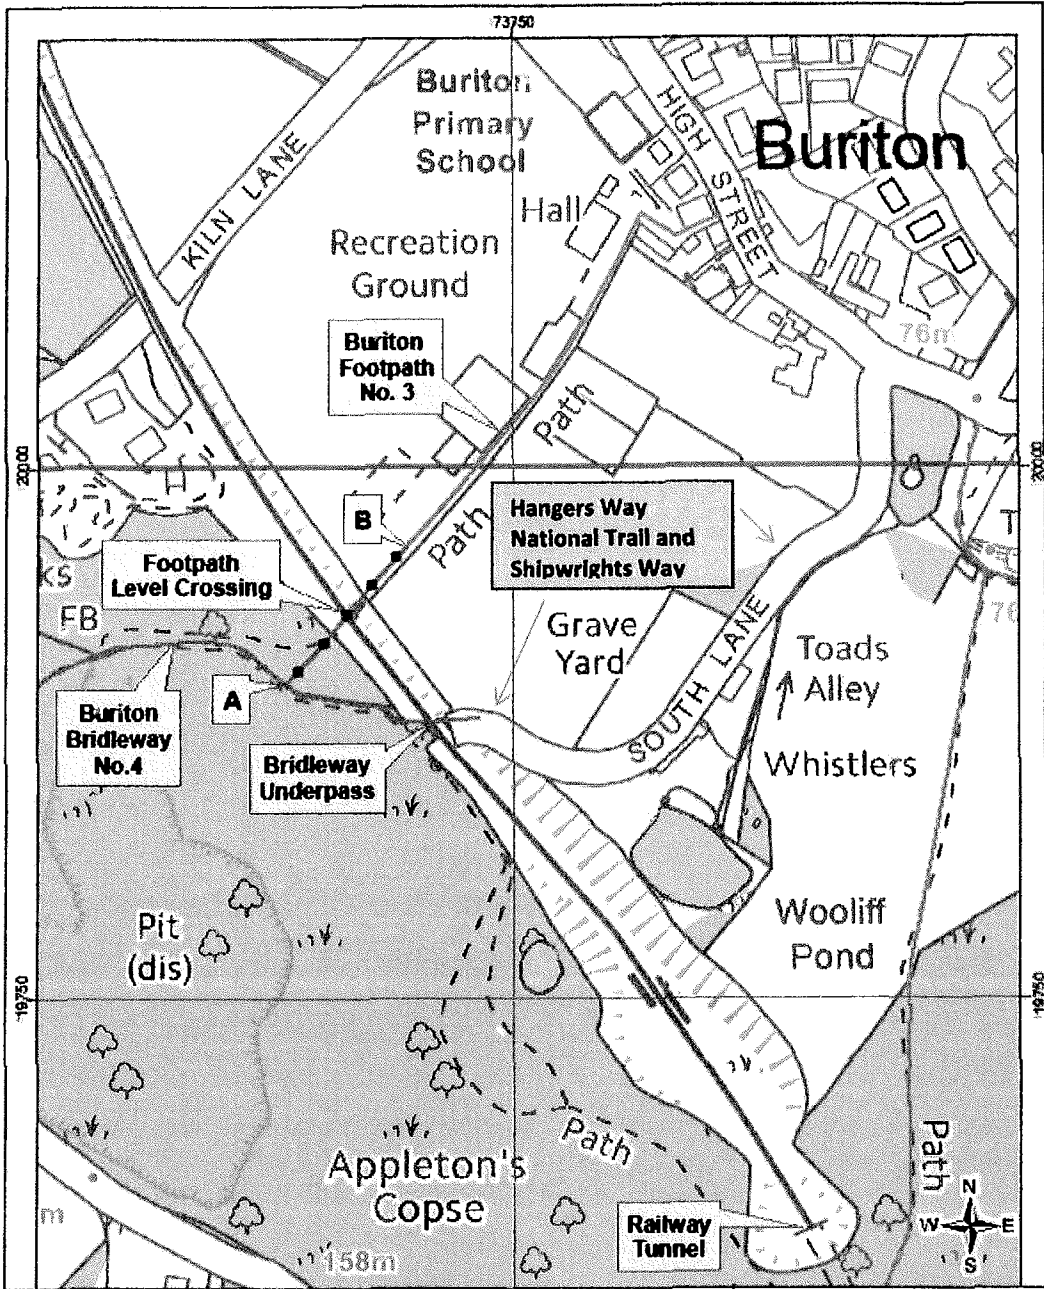 73750
Buriton
Primary
School
HIGH STREET
Buriton
KILN LANE
Hall
Recreation
Ground
76m
Buriton
Footpath
No. 3
Path
20000
20000
B
Path
Hangers Way
National Trail and
Shipwrights Way
T
Footpath
Level Crossing
ks
FB
Grave
Yard
SOUTH LANE
Toads
Alley
A
Buriton
Bridleway
No.4
Bridleway
Underpass
Whistlers
Pit
(dis)
Wooliff
Pond
19750
19750
Path
Path
Appleton's
Copse
m
158m
Railway
Tunnel
N
W
E
S